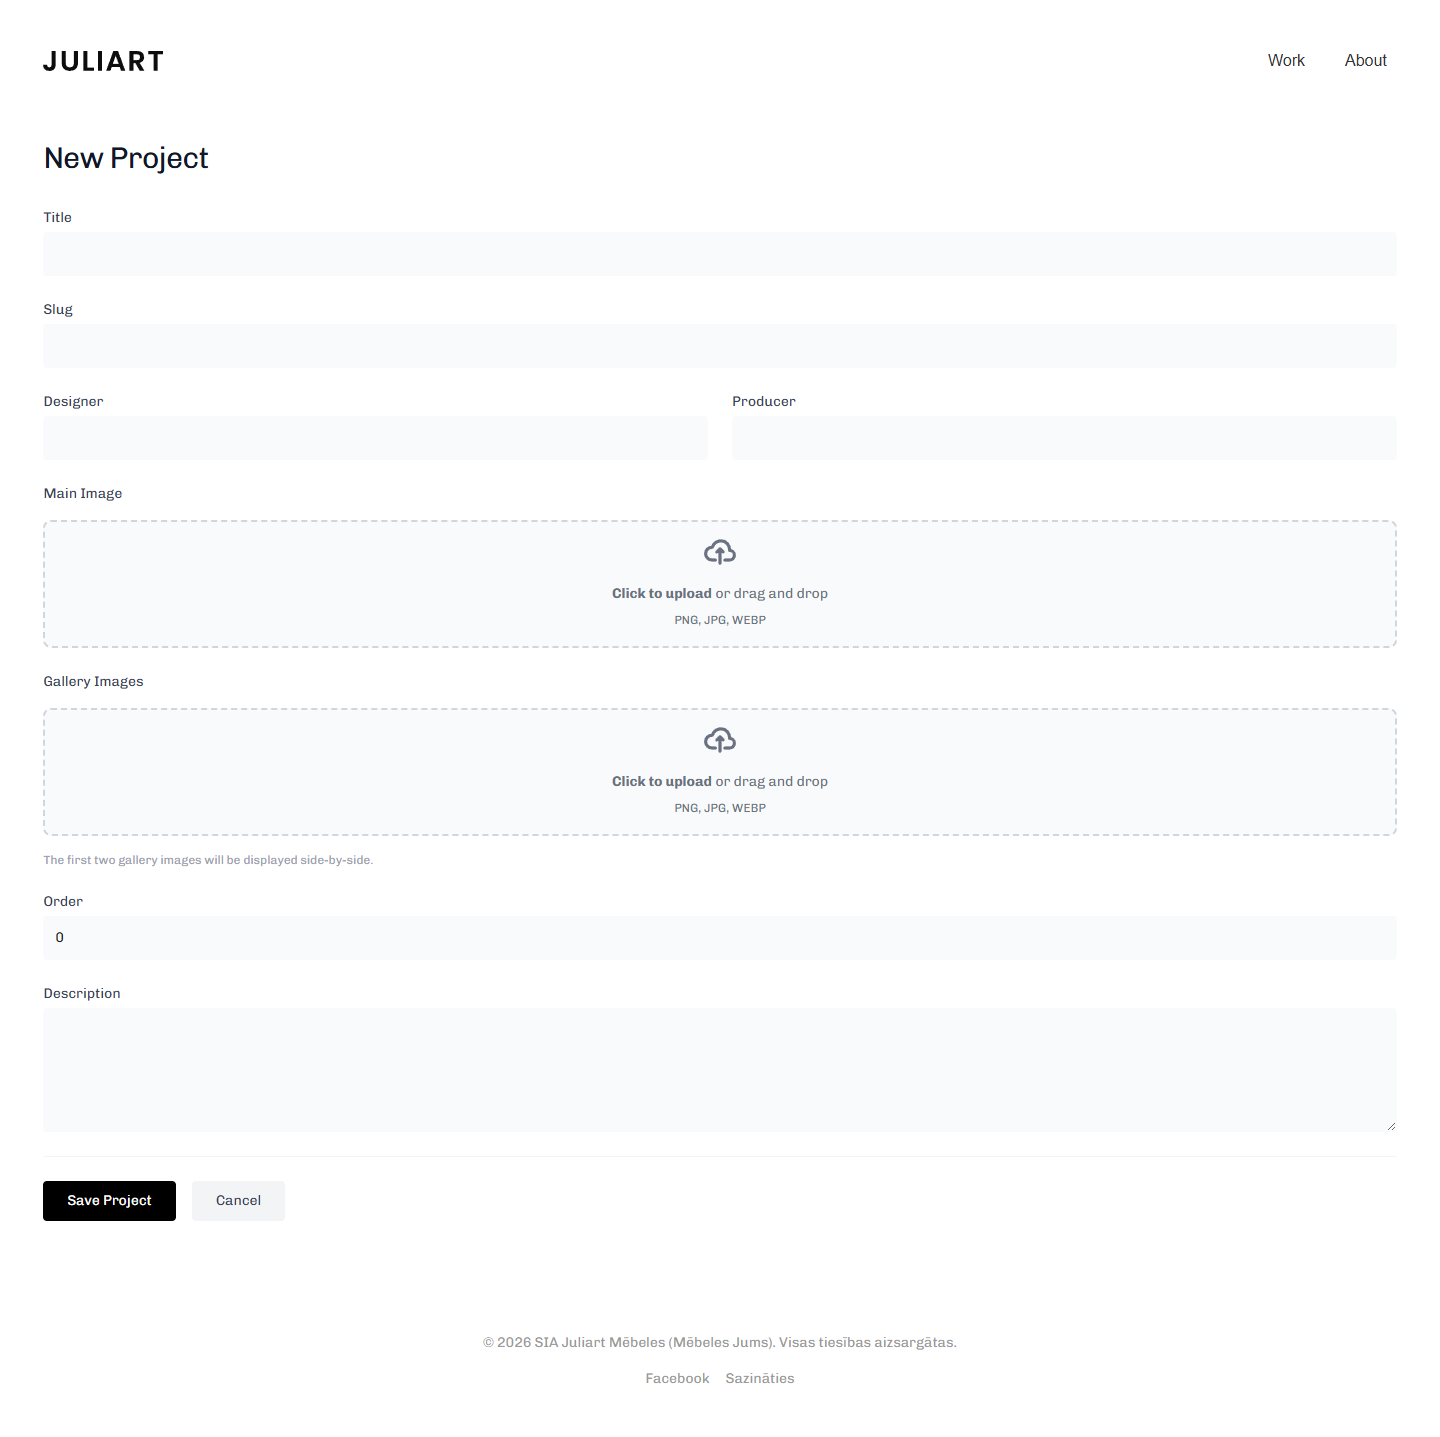 JULIART
Work About
New Project
Title
Slug
Designer Producer
Main Image
Click to upload or drag and drop
PNG, JPG, WEBP
Gallery Images
Click to upload or drag and drop
PNG, JPG, WEBP
The first two gallery images will be displayed side-by-side.
Order
0
Description
Save Project Cancel
© 2026 SIA Juliart Mēbeles (Mēbeles Jums). Visas tiesības aizsargātas.
Facebook Sazināties